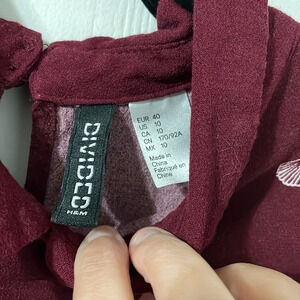 DIVIDED
H&M
EUR 40
US 10
CA 10
CN 170/92A
MX 10
Made in
China
Fabriqué en
Chine